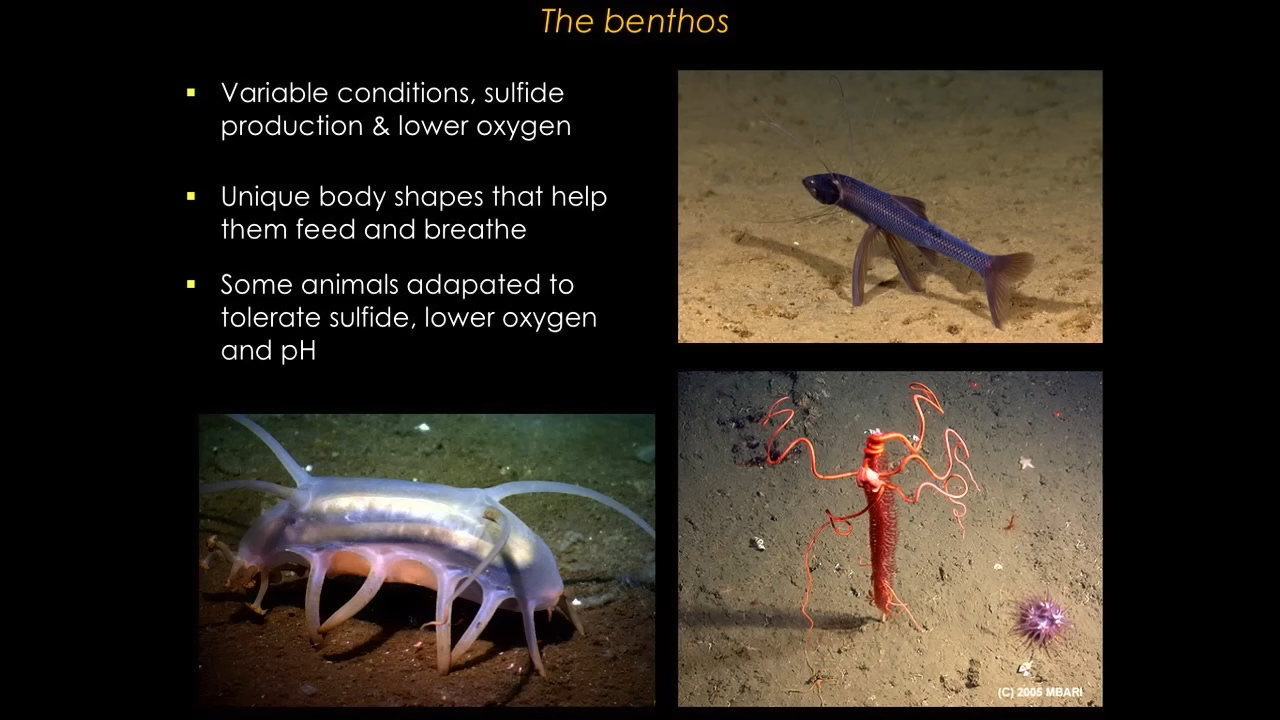 The benthos
▪ Variable conditions, sulfide
production & lower oxygen
▪ Unique body shapes that help
them feed and breathe
▪ Some animals adapated to
tolerate sulfide, lower oxygen
and pH
(C) 2005 MBARI